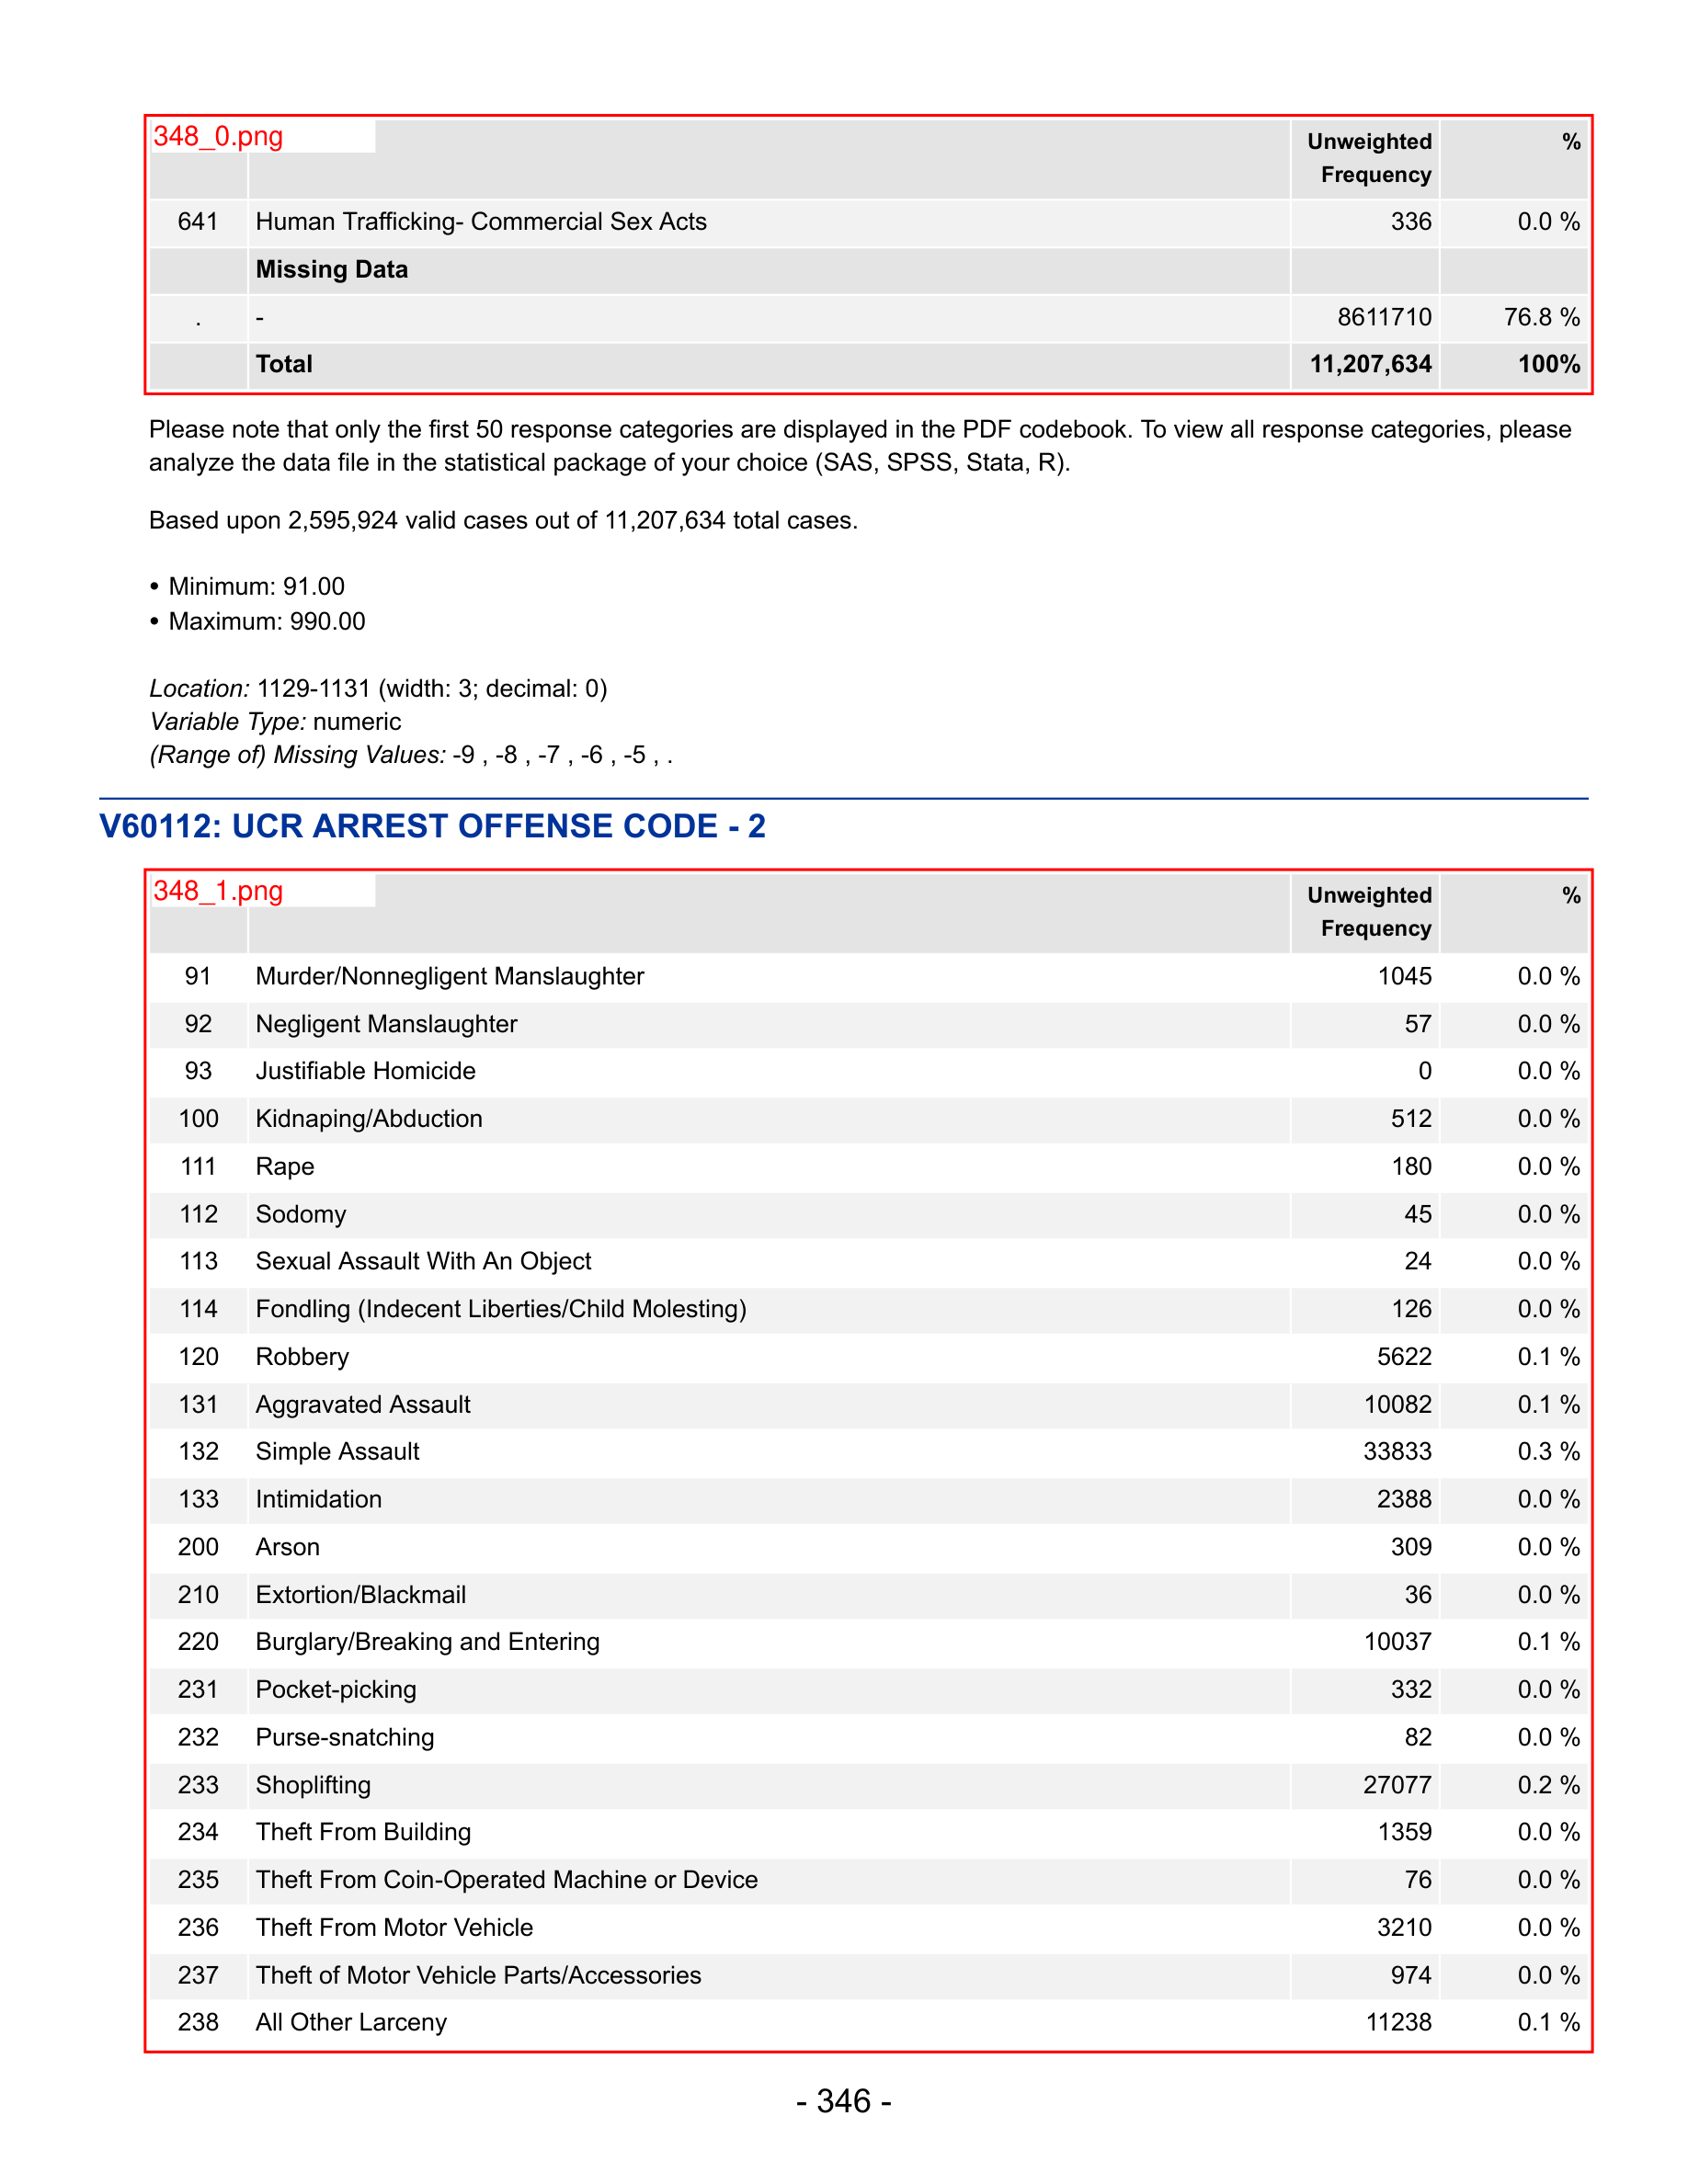 348_0.png
Unweighted Frequency %
641 Human Trafficking- Commercial Sex Acts 336 0.0 %
Missing Data
. - 8611710 76.8 %
Total 11,207,634 100%
Please note that only the first 50 response categories are displayed in the PDF codebook. To view all response categories, please
analyze the data file in the statistical package of your choice (SAS, SPSS, Stata, R).
Based upon 2,595,924 valid cases out of 11,207,634 total cases.
• Minimum: 91.00
• Maximum: 990.00
Location: 1129-1131 (width: 3; decimal: 0)
Variable Type: numeric
(Range of) Missing Values: -9 , -8 , -7 , -6 , -5 , .
V60112: UCR ARREST OFFENSE CODE - 2
348_1.png
Unweighted Frequency %
91 Murder/Nonnegligent Manslaughter 1045 0.0 %
92 Negligent Manslaughter 57 0.0 %
93 Justifiable Homicide 0 0.0 %
100 Kidnaping/Abduction 512 0.0 %
111 Rape 180 0.0 %
112 Sodomy 45 0.0 %
113 Sexual Assault With An Object 24 0.0 %
114 Fondling (Indecent Liberties/Child Molesting) 126 0.0 %
120 Robbery 5622 0.1 %
131 Aggravated Assault 10082 0.1 %
132 Simple Assault 33833 0.3 %
133 Intimidation 2388 0.0 %
200 Arson 309 0.0 %
210 Extortion/Blackmail 36 0.0 %
220 Burglary/Breaking and Entering 10037 0.1 %
231 Pocket-picking 332 0.0 %
232 Purse-snatching 82 0.0 %
233 Shoplifting 27077 0.2 %
234 Theft From Building 1359 0.0 %
235 Theft From Coin-Operated Machine or Device 76 0.0 %
236 Theft From Motor Vehicle 3210 0.0 %
237 Theft of Motor Vehicle Parts/Accessories 974 0.0 %
238 All Other Larceny 11238 0.1 %
- 346 -